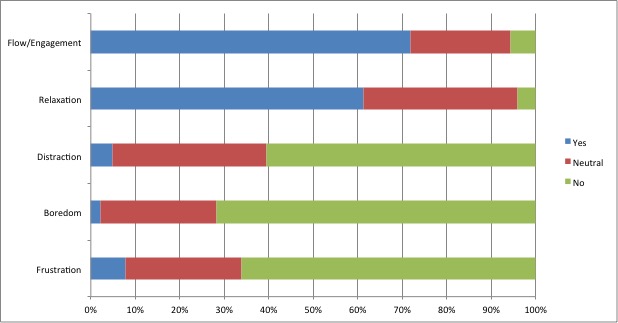 Flow/Engagement
Relaxation
Distraction
Boredom
Frustration
0% 10% 20% 30% 40% 50% 60% 70% 80% 90% 100%
Yes
Neutral
No